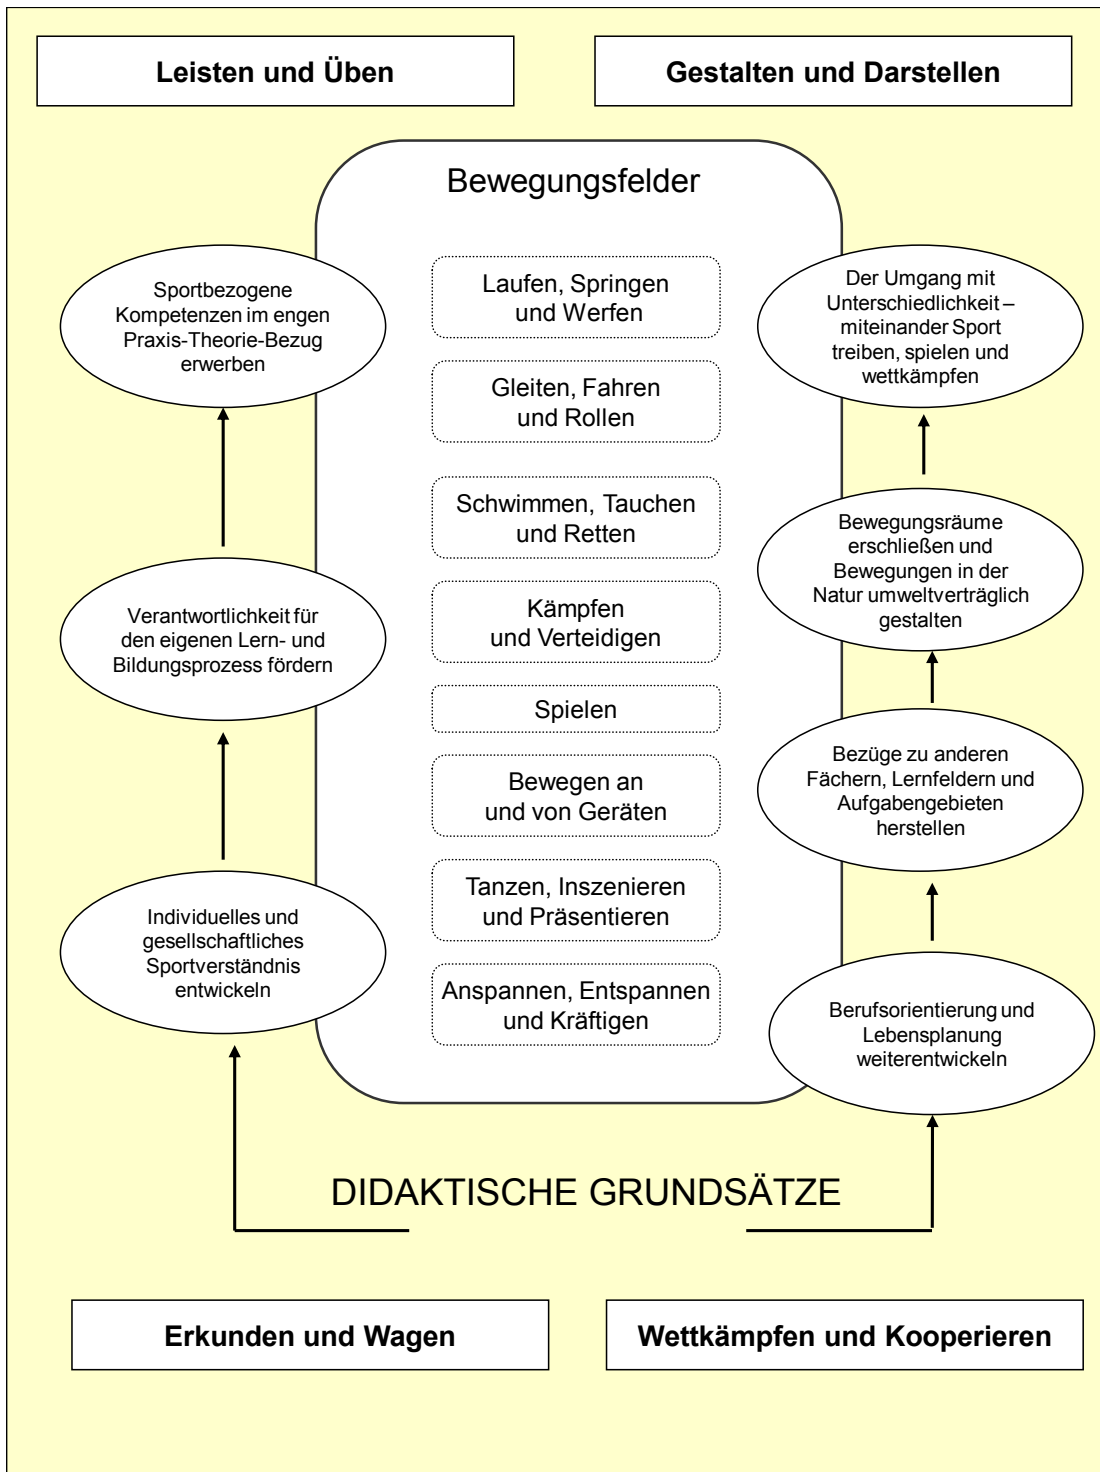 Leisten und Üben
Gestalten und Darstellen
Bewegungsfelder
Sportbezogene
Kompetenzen im engen
Praxis-Theorie-Bezug
erwerben
Verantwortlichkeit für
den eigenen Lern- und
Bildungsprozess fördern
Individuelles und
gesellschaftliches
Sportverständnis
entwickeln
Laufen, Springen
und Werfen
Gleiten, Fahren
und Rollen
Schwimmen, Tauchen
und Retten
Kämpfen
und Verteidigen
Spielen
Bewegen an
und von Geräten
Tanzen, Inszenieren
und Präsentieren
Anspannen, Entspannen
und Kräftigen
Der Umgang mit
Unterschiedlichkeit –
miteinander Sport
treiben, spielen und
wettkämpfen
Bewegungsräume
erschließen und
Bewegungen in der
Natur umweltverträglich
gestalten
Bezüge zu anderen
Fächern, Lernfeldern und
Aufgabengebieten
herstellen
Berufsorientierung und
Lebensplanung
weiterentwickeln
DIDAKTISCHE GRUNDSÄTZE
Erkunden und Wagen
Wettkämpfen und Kooperieren